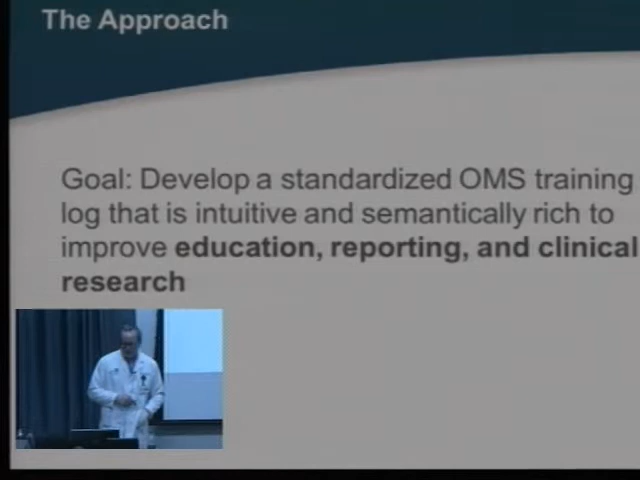 The Approach
Goal: Develop a standardized OMS training
log that is intuitive and semantically rich to
improve education, reporting, and clinical
research